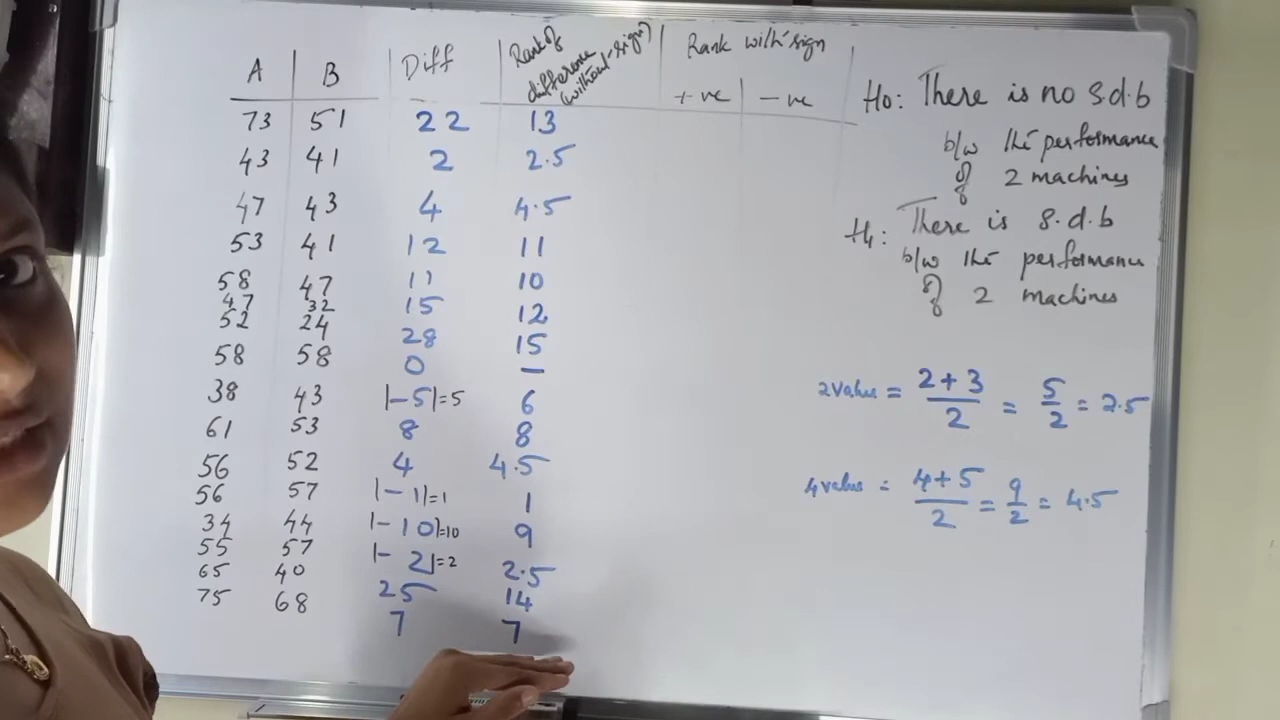 A B Diff Rank of difference (without sign) Rank with sign
+ve -ve
73 51 22 13
43 41 2 2.5
47 43 4 4.5
53 41 12 11
58 47 11 10
47 32 15 12
52 24 28 15
58 58 0 –
38 43 |-5|=5 6
61 53 8 8
56 52 4 4.5
56 57 |-1|=1 1
34 44 |-10|=10 9
55 57 |-2|=2 2.5
65 40 25 14
75 68 7 7
H0: There is no s.d.b
b/w the performance
of 2 machines
H1: There is s.d.b
b/w the performance
of 2 machines
2 value = 2+3/2 = 5/2 = 2.5
4 value = 4+5/2 = 9/2 = 4.5